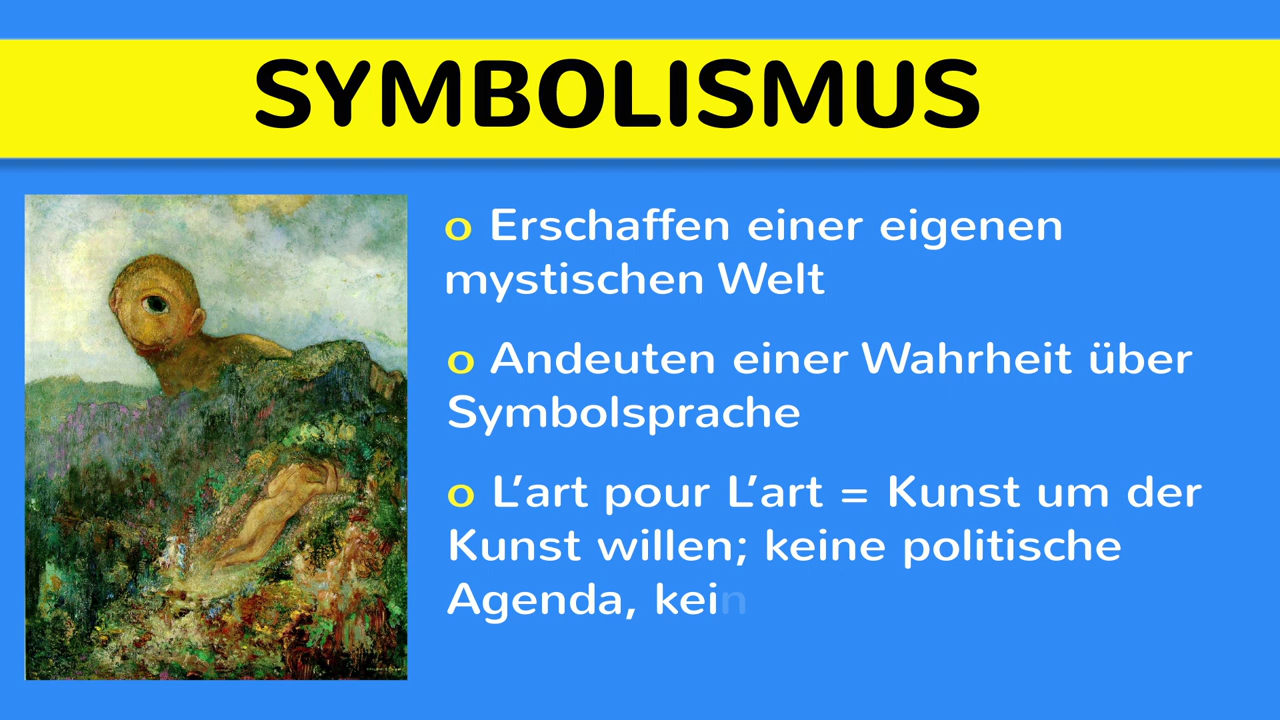 SYMBOLISMUS
o Erschaffen einer eigenen
mystischen Welt
o Andeuten einer Wahrheit über
Symbolsprache
o L’art pour L’art = Kunst um der
Kunst willen; keine politische
Agenda, kein